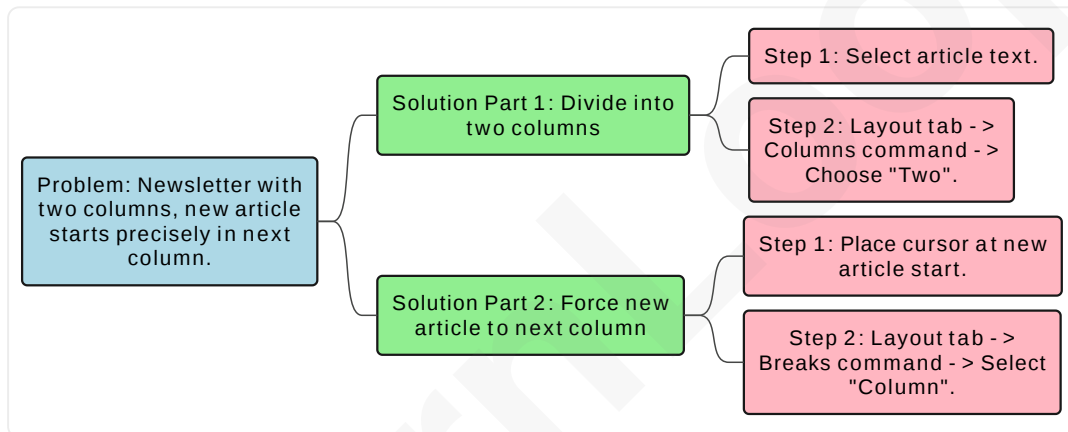 Problem: Newsletter with
two columns, new article
starts precisely in next
column.
Solution Part 1: Divide into
two columns
Step 1: Select article text.
Step 2: Layout tab - >
Columns command - >
Choose "Two".
Solution Part 2: Force new
article to next column
Step 1: Place cursor at new
article start.
Step 2: Layout tab - >
Breaks command - > Select
"Column".